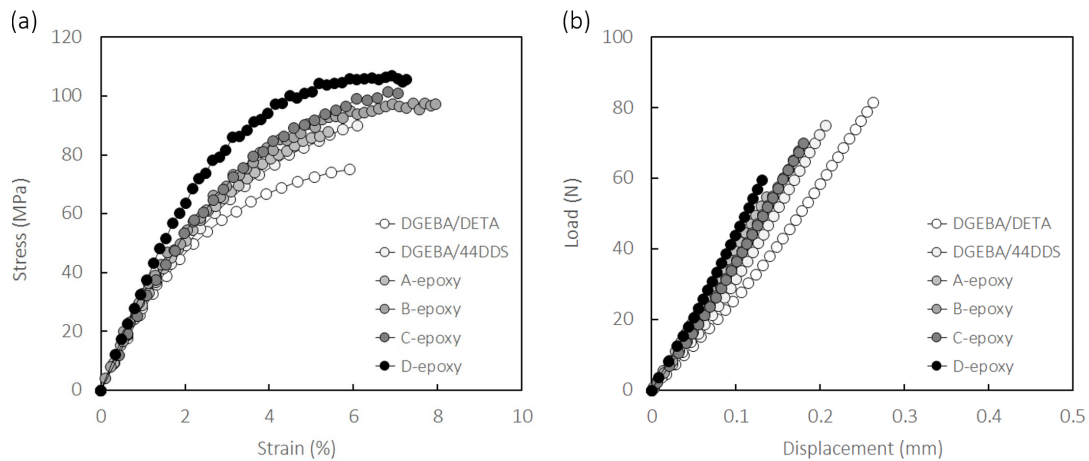 (a)
120
100
80
60
40
20
0
Stress (MPa)
DGEBA/DETA
DGEBA/44DDS
A-epoxy
B-epoxy
C-epoxy
D-epoxy
0 2 4 6 8 10
Strain (%)
(b)
100
80
60
40
20
0
Load (N)
DGEBA/DETA
DGEBA/44DDS
A-epoxy
B-epoxy
C-epoxy
D-epoxy
0 0.1 0.2 0.3 0.4 0.5
Displacement (mm)